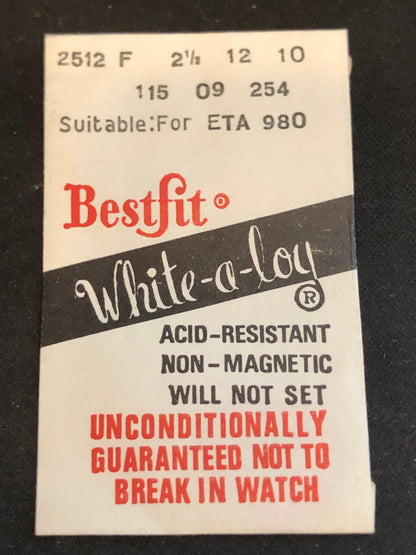 2512 F 2½ 12 10
115 09 254
Suitable:For ETA 980
Bestfit ®
White-a-loy ®
ACID-RESISTANT
NON-MAGNETIC
WILL NOT SET
UNCONDITIONALLY
GUARANTEED NOT TO
BREAK IN WATCH